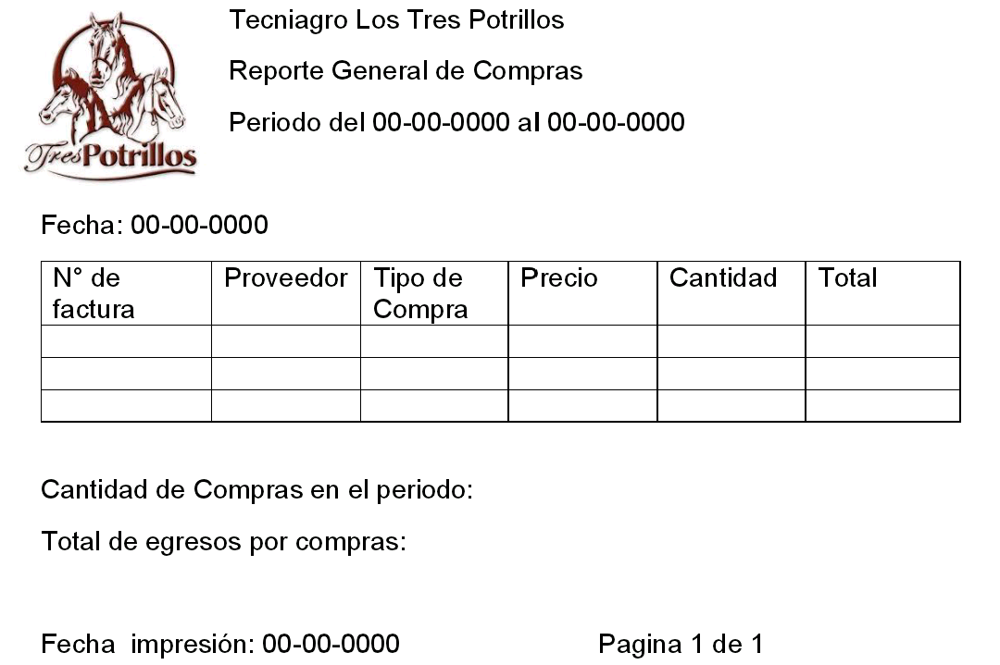 Tecniagro Los Tres Potrillos
Reporte General de Compras
Periodo del 00-00-0000 al 00-00-0000
Tres Potrillos
Fecha: 00-00-0000
N° de factura Proveedor Tipo de Compra Precio Cantidad Total
Cantidad de Compras en el periodo:
Total de egresos por compras:
Fecha  impresión: 00-00-0000 Pagina 1 de 1